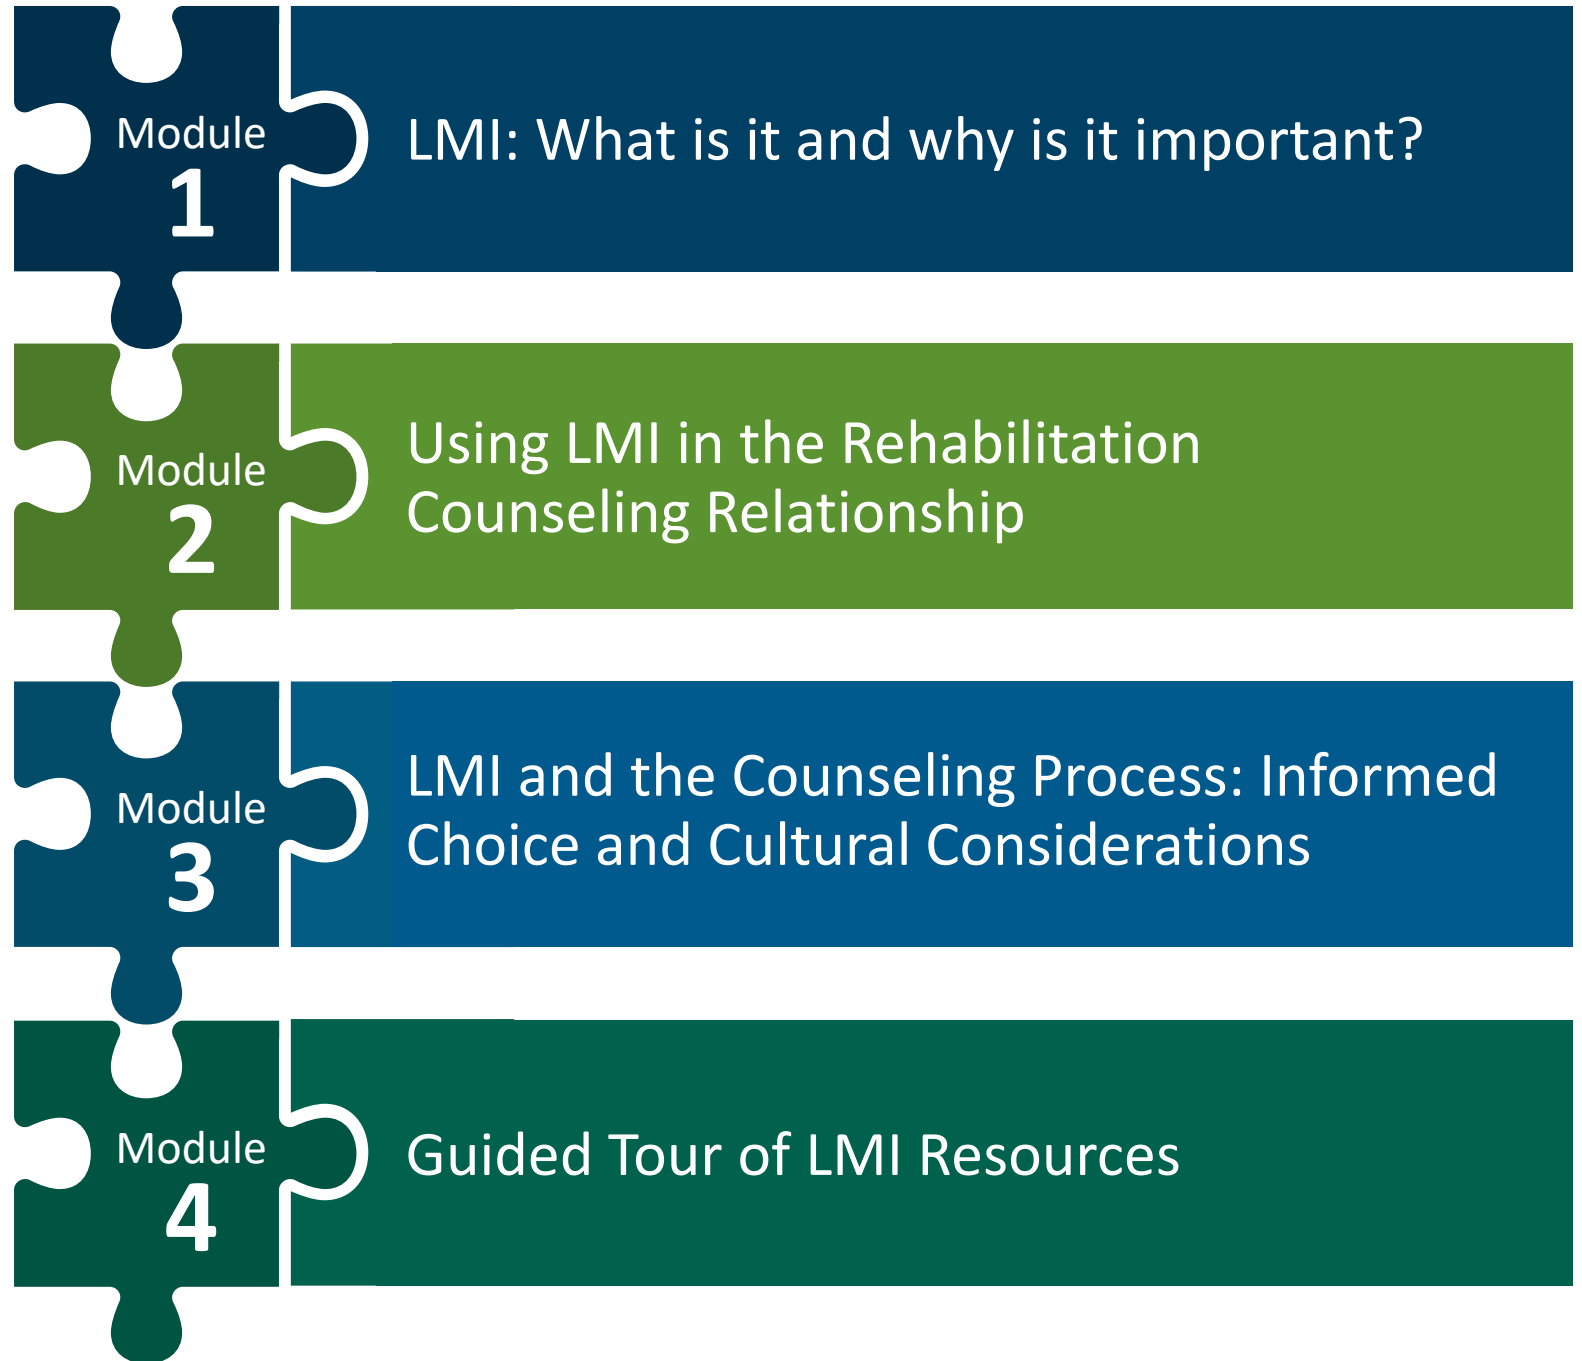 Module
1
LMI: What is it and why is it important?
Module
2
Using LMI in the Rehabilitation
Counseling Relationship
Module
3
LMI and the Counseling Process: Informed
Choice and Cultural Considerations
Module
4
Guided Tour of LMI Resources